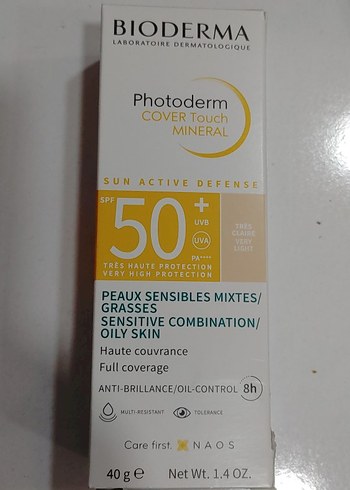 BIODERMA
LABORATOIRE DERMATOLOGIQUE
Photoderm
COVER Touch
MINERAL
SUN ACTIVE DEFENSE
SPF 50+
UVB
UVA
PA****
TRÈS HAUTE PROTECTION
VERY HIGH PROTECTION
TRÈS
CLAIRE
VERY
LIGHT
PEAUX SENSIBLES MIXTES/
GRASSES
SENSITIVE COMBINATION/
OILY SKIN
Haute couvrance
Full coverage
ANTI-BRILLANCE/OIL-CONTROL 8h
MULTI-RESISTANT TOLERANCE
Care first. NAOS
40 g e Net Wt. 1.4 OZ.